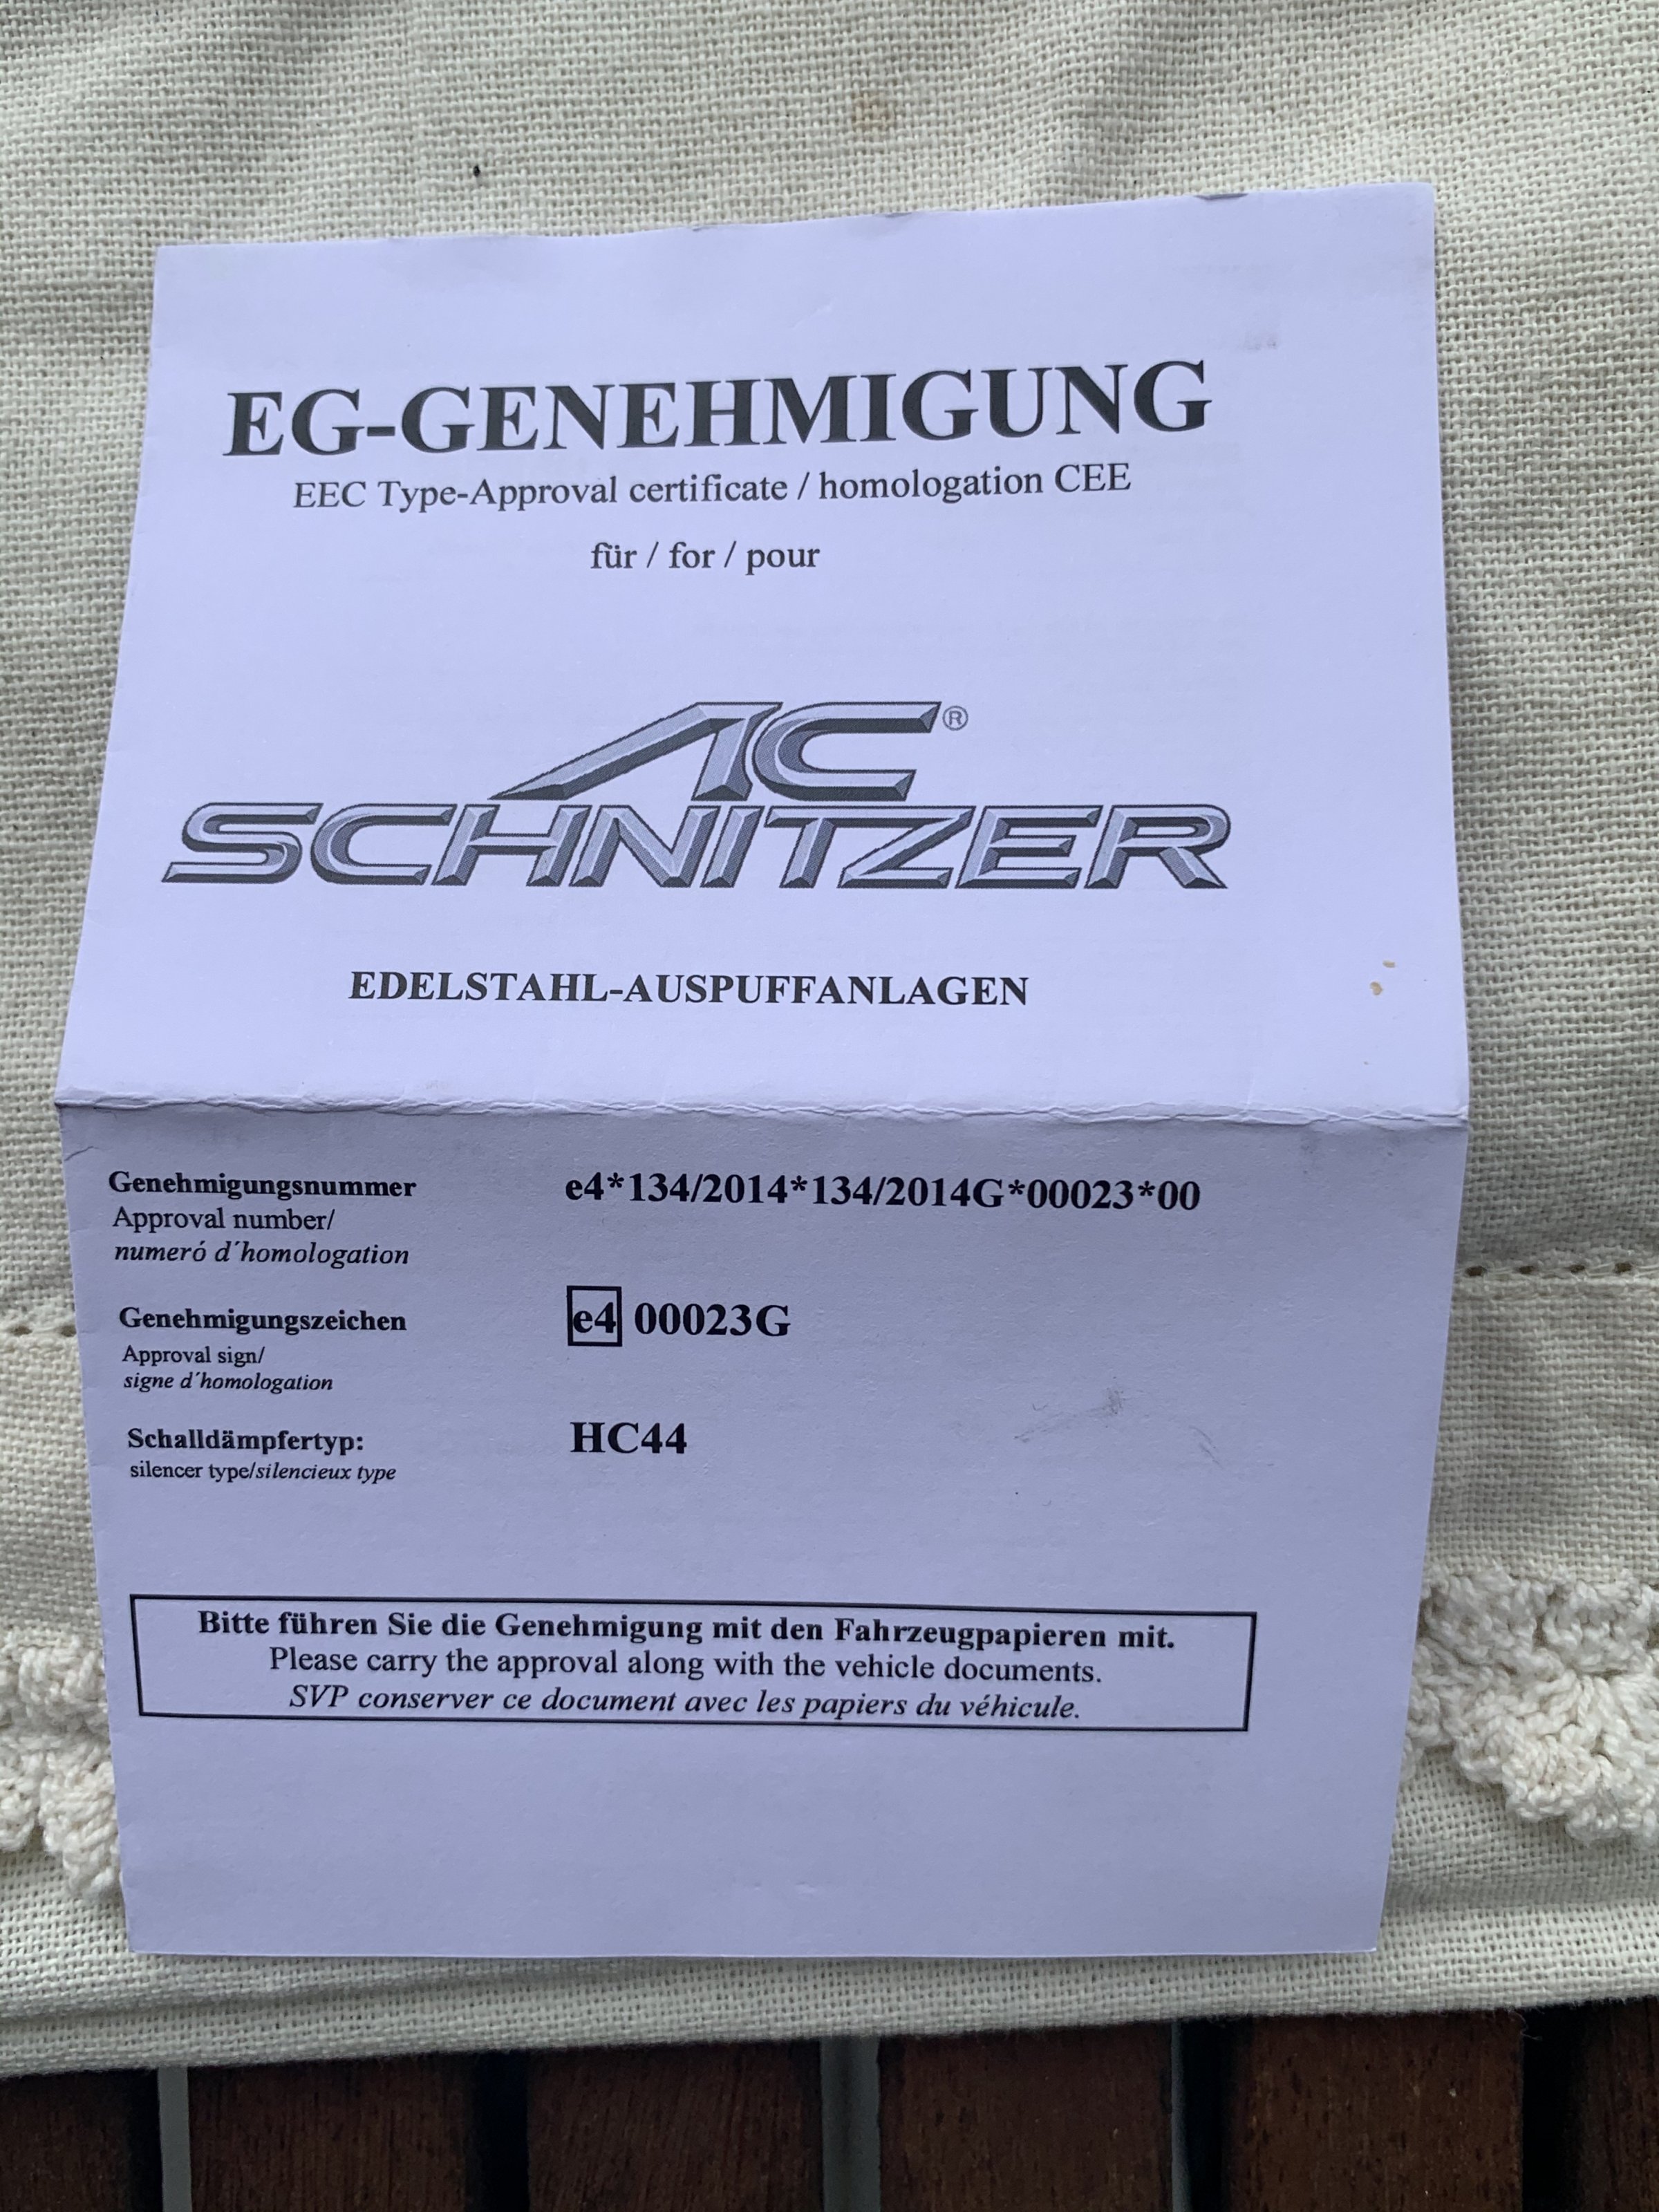 EG-GENEHMIGUNG
EEC Type-Approval certificate / homologation CEE
für / for / pour
AC®
SCHNITZER
EDELSTAHL-AUSPUFFANLAGEN
Genehmigungsnummer e4*134/2014*134/2014G*00023*00
Approval number/
numeró d´homologation
Genehmigungszeichen e4 00023G
Approval sign/
signe d´homologation
Schalldämpfertyp: HC44
silencer type/silencieux type
Bitte führen Sie die Genehmigung mit den Fahrzeugpapieren mit.
Please carry the approval along with the vehicle documents.
SVP conserver ce document avec les papiers du véhicule.